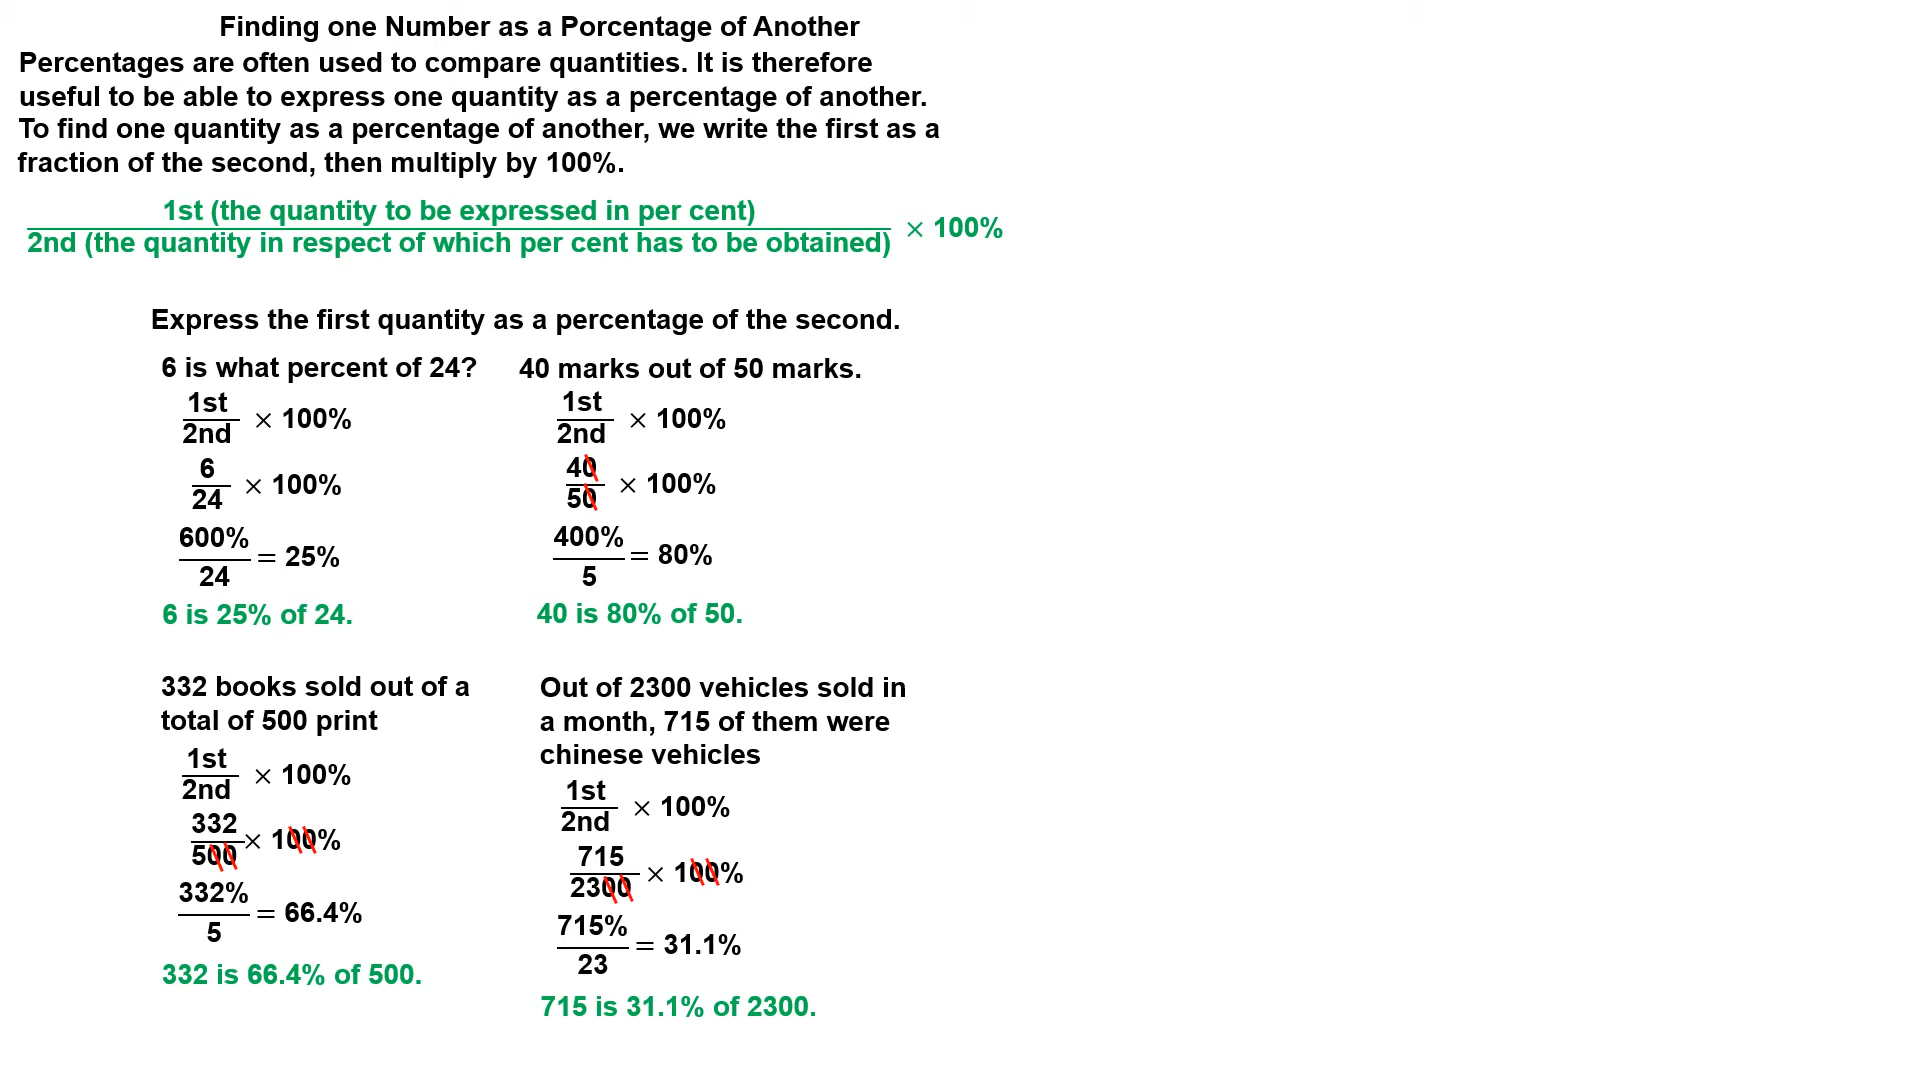 Finding one Number as a Porcentage of Another
Percentages are often used to compare quantities. It is therefore
useful to be able to express one quantity as a percentage of another.
To find one quantity as a percentage of another, we write the first as a
fraction of the second, then multiply by 100%.
1st (the quantity to be expressed in per cent)
2nd (the quantity in respect of which per cent has to be obtained)
× 100%
Express the first quantity as a percentage of the second.
6 is what percent of 24?
1st
2nd
× 100%
6
24
× 100%
600%
24
= 25%
6 is 25% of 24.
40 marks out of 50 marks.
1st
2nd
× 100%
40
50
× 100%
400%
5
= 80%
40 is 80% of 50.
332 books sold out of a
total of 500 print
1st
2nd
× 100%
332
500
× 100%
332%
5
= 66.4%
332 is 66.4% of 500.
Out of 2300 vehicles sold in
a month, 715 of them were
chinese vehicles
1st
2nd
× 100%
715
2300
× 100%
715%
23
= 31.1%
715 is 31.1% of 2300.